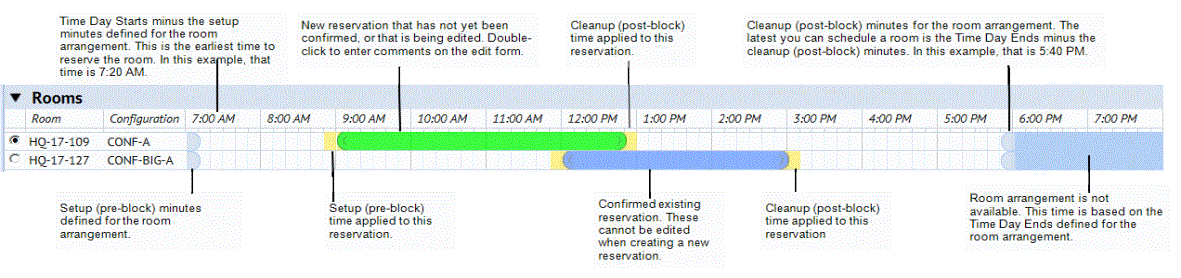 Time Day Starts minus the setup
minutes defined for the room
arrangement. This is the earliest time to
reserve the room. In this example, that
time is 7:20 AM.
New reservation that has not yet been
confirmed, or that is being edited. Double-
click to enter comments on the edit form.
Cleanup (post-block)
time applied to this
reservation.
Cleanup (post-block) minutes for the room arrangement. The
latest you can schedule a room is the Time Day Ends minus the
cleanup (post-block) minutes. In this example, that is 5:40 PM.
Rooms
Room Configuration 7:00 AM 8:00 AM 9:00 AM 10:00 AM 11:00 AM 12:00 PM 1:00 PM 2:00 PM 3:00 PM 4:00 PM 5:00 PM 6:00 PM 7:00 PM
HQ-17-109 CONF-A
HQ-17-127 CONF-BIG-A
Setup (pre-block) minutes
defined for the room
arrangement.
Setup (pre-block)
time applied to this
reservation.
Confirmed existing
reservation. These
cannot be edited
when creating a new
reservation.
Cleanup (post-block)
time applied to this
reservation
Room arrangement is not
available. This time is based on the
Time Day Ends defined for the
room arrangement.